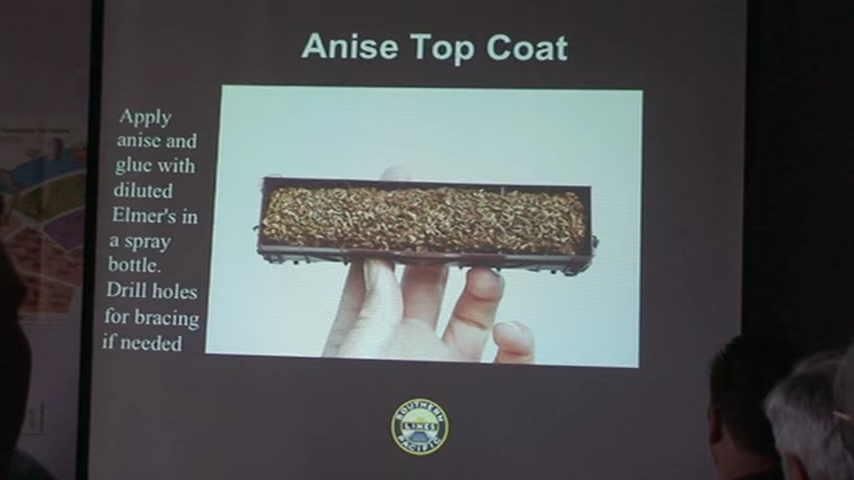 Anise Top Coat
Apply
anise and
glue with
diluted
Elmer's in
a spray
bottle.
Drill holes
for bracing
if needed
SOUTHERN
LINES
PACIFIC